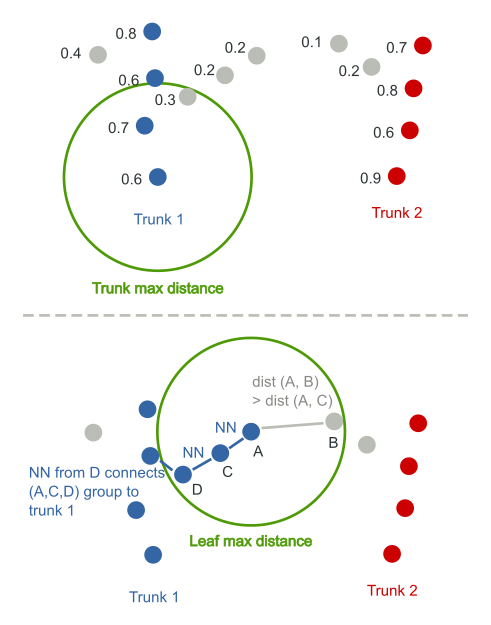 0.8
0.4
0.2
0.1
0.7
0.6
0.2
0.2
0.3
0.8
0.7
0.6
0.6
0.9
Trunk 1
Trunk 2
Trunk max distance
dist (A, B)
> dist (A, C)
NN
A
B
NN
C
NN from D connects
(A,C,D) group to
trunk 1
D
Leaf max distance
Trunk 1
Trunk 2